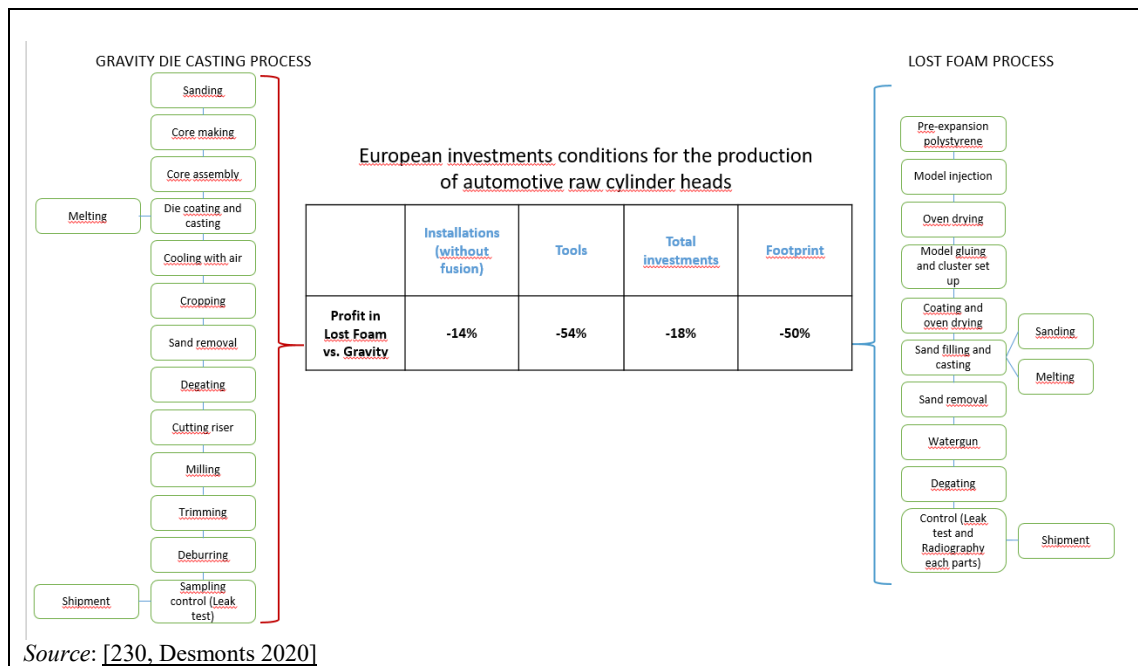 GRAVITY DIE CASTING PROCESS
Sanding
Core making
Core assembly
Melting
Die coating and
casting
Cooling with air
Cropping
Sand removal
Degating
Cutting riser
Milling
Trimming
Deburring
Shipment
Sampling
control (Leak
test)
European investments conditions for the production
of automotive raw cylinder heads
Installations
(without
fusion)
Tools
Total
investments
Footprint
Profit in
Lost Foam
vs. Gravity
-14%
-54%
-18%
-50%
LOST FOAM PROCESS
Pre-expansion
polystyrene
Model injection
Oven drying
Model gluing
and cluster set
up
Coating and
oven drying
Sand filling and
casting
Sanding
Melting
Sand removal
Watergun
Degating
Control (Leak
test and
Radiography
each parts)
Shipment
Source: [230, Desmonts 2020]